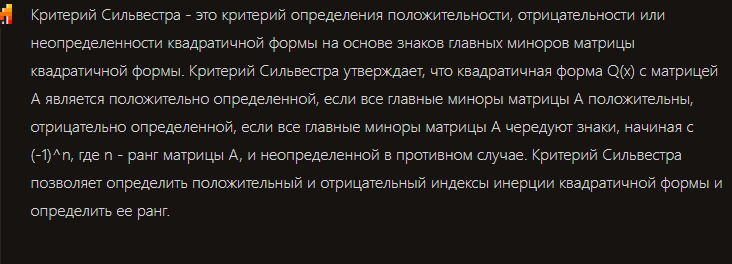 Критерий Сильвестра - это критерий определения положительности, отрицательности или
неопределенности квадратичной формы на основе знаков главных миноров матрицы
квадратичной формы. Критерий Сильвестра утверждает, что квадратичная форма Q(x) с матрицей
A является положительно определенной, если все главные миноры матрицы A положительны,
отрицательно определенной, если все главные миноры матрицы A чередуют знаки, начиная с
(-1)^n, где n - ранг матрицы A, и неопределенной в противном случае. Критерий Сильвестра
позволяет определить положительный и отрицательный индексы инерции квадратичной формы и
определить ее ранг.